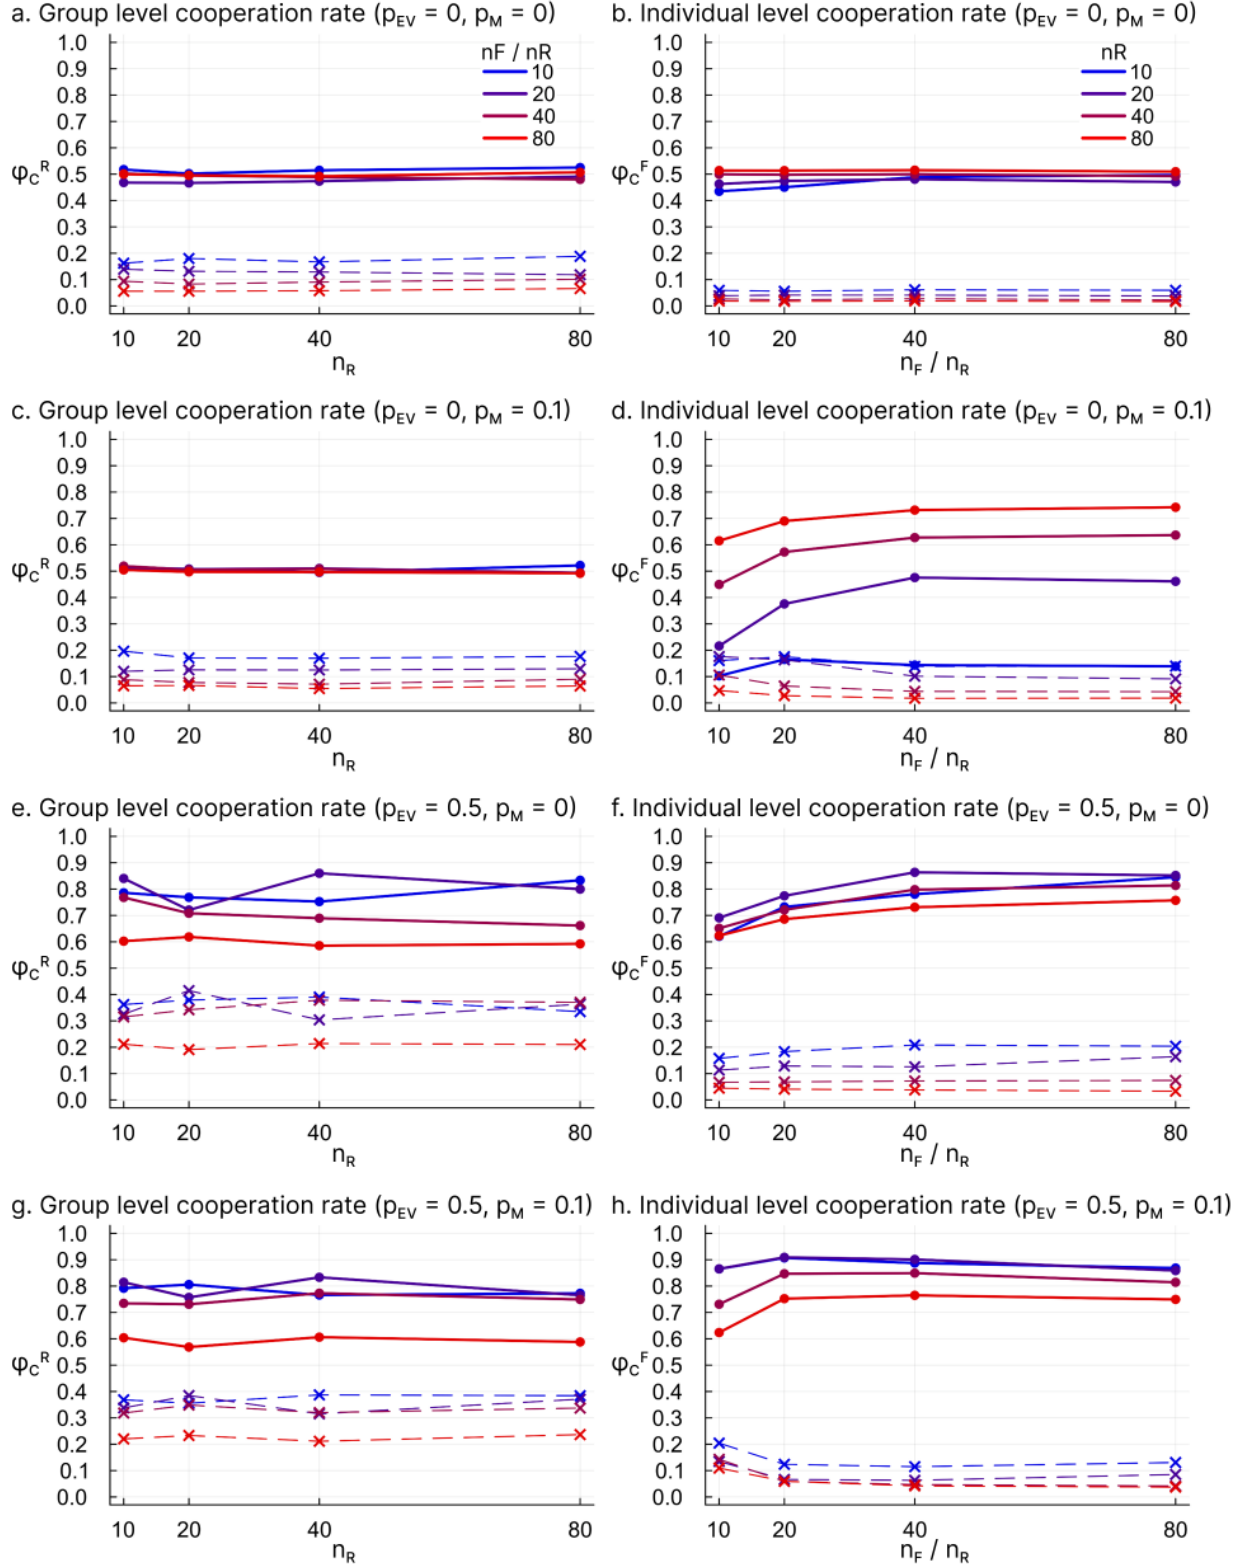 a. Group level cooperation rate (pEV = 0, pM = 0)
1.0
0.9
0.8
0.7
0.6
0.5
0.4
0.3
0.2
0.1
0.0
φCR
nF / nR
10
20
40
80
10 20 40 80
nR
b. Individual level cooperation rate (pEV = 0, pM = 0)
1.0
0.9
0.8
0.7
0.6
0.5
0.4
0.3
0.2
0.1
0.0
φCF
nR
10
20
40
80
10 20 40 80
nF / nR
c. Group level cooperation rate (pEV = 0, pM = 0.1)
1.0
0.9
0.8
0.7
0.6
0.5
0.4
0.3
0.2
0.1
0.0
φCR
10 20 40 80
nR
d. Individual level cooperation rate (pEV = 0, pM = 0.1)
1.0
0.9
0.8
0.7
0.6
0.5
0.4
0.3
0.2
0.1
0.0
φCF
10 20 40 80
nF / nR
e. Group level cooperation rate (pEV = 0.5, pM = 0)
1.0
0.9
0.8
0.7
0.6
0.5
0.4
0.3
0.2
0.1
0.0
φCR
10 20 40 80
nR
f. Individual level cooperation rate (pEV = 0.5, pM = 0)
1.0
0.9
0.8
0.7
0.6
0.5
0.4
0.3
0.2
0.1
0.0
φCF
10 20 40 80
nF / nR
g. Group level cooperation rate (pEV = 0.5, pM = 0.1)
1.0
0.9
0.8
0.7
0.6
0.5
0.4
0.3
0.2
0.1
0.0
φCR
10 20 40 80
nR
h. Individual level cooperation rate (pEV = 0.5, pM = 0.1)
1.0
0.9
0.8
0.7
0.6
0.5
0.4
0.3
0.2
0.1
0.0
φCF
10 20 40 80
nF / nR